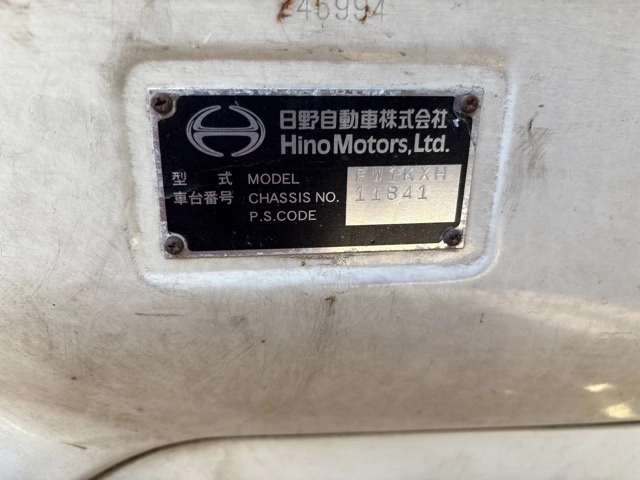 45994
日野自動車株式会社
Hino Motors, Ltd.
型 式 MODEL FW1KXH
車台番号 CHASSIS NO. 11841
P.S.CODE